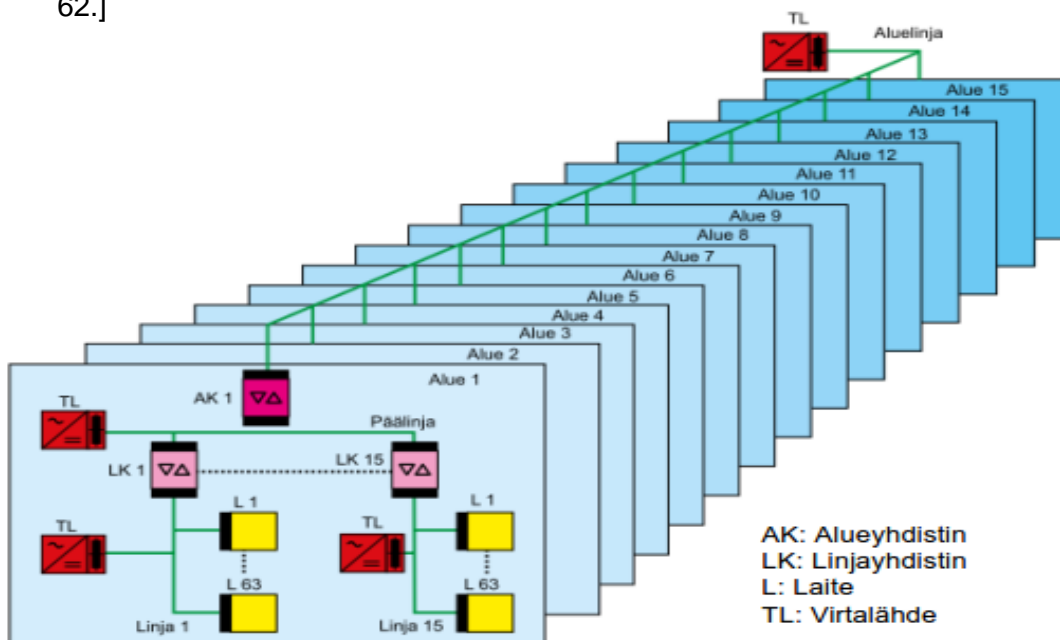 62.]
TL
Aluelinja
Alue 15
Alue 14
Alue 13
Alue 12
Alue 11
Alue 10
Alue 9
Alue 8
Alue 7
Alue 6
Alue 5
Alue 4
Alue 3
Alue 2
Alue 1
AK 1
TL
Päälinja
LK 1
LK 15
L 1
L 1
TL
TL
L 63
L 63
Linja 1
Linja 15
AK: Alueyhdistin
LK: Linjayhdistin
L: Laite
TL: Virtalähde